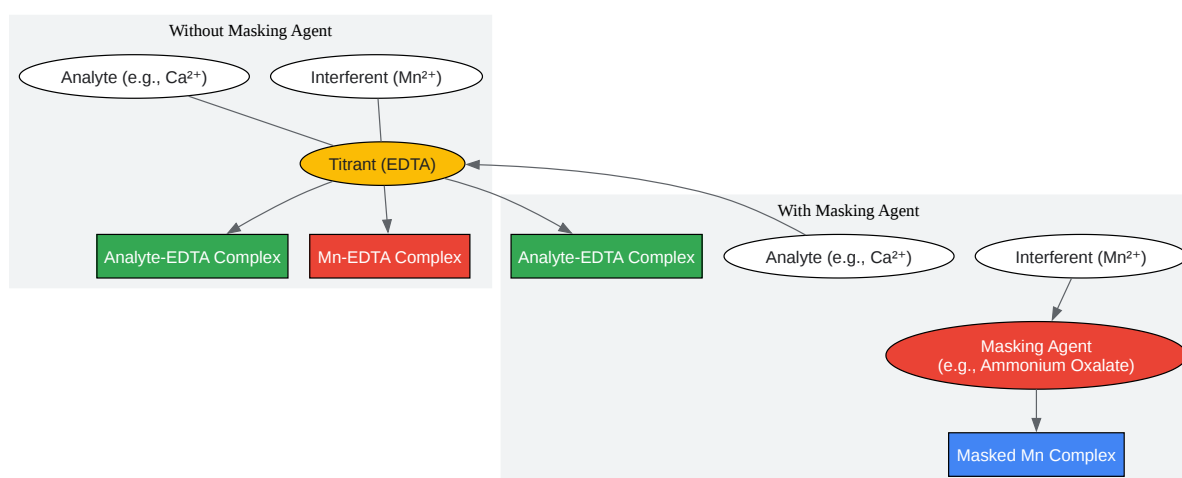 Without Masking Agent
Analyte (e.g., Ca²⁺)
Interferent (Mn²⁺)
Titrant (EDTA)
Analyte-EDTA Complex
Mn-EDTA Complex
With Masking Agent
Analyte-EDTA Complex
Analyte (e.g., Ca²⁺)
Interferent (Mn²⁺)
Masking Agent
(e.g., Ammonium Oxalate)
Masked Mn Complex